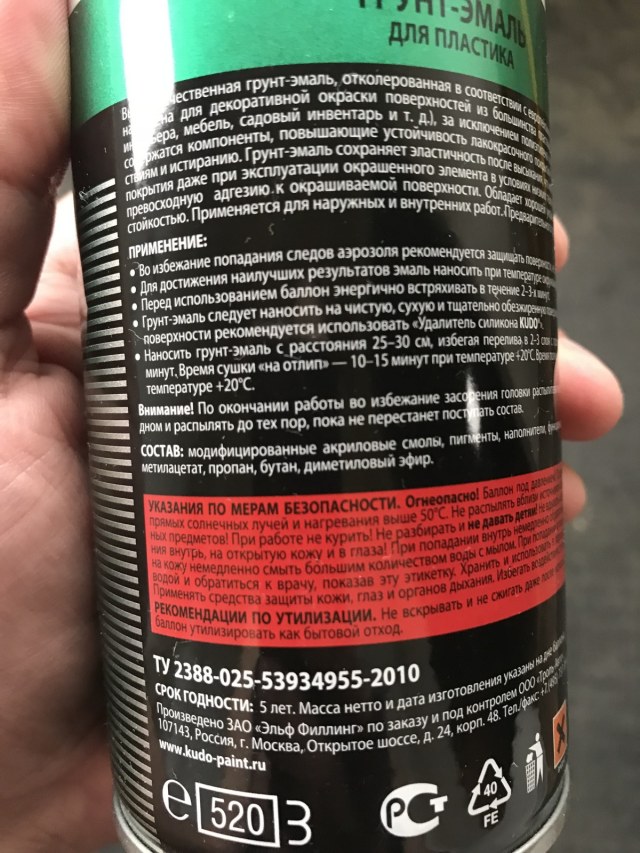 ГРУНТ-ЭМАЛЬ
ДЛЯ ПЛАСТИКА
грунт-эмаль, отколерованная в соответствии с
для декоративной окраски поверхностей из большинства
мебель, садовый инвентарь и т. д.), за исключением
компоненты, повышающие устойчивость лакокрасочного
и истиранию. Грунт-эмаль сохраняет эластичность после высыхания
покрытия даже при эксплуатации окрашенного элемента в условиях
превосходную адгезию к окрашиваемой поверхности. Обладает хорошей
стойкостью. Применяется для наружных и внутренних работ.
ПРИМЕНЕНИЕ:
• Во избежание попадания следов аэрозоля рекомендуется защищать
• Для достижения наилучших результатов эмаль наносить при температуре
• Перед использованием баллон энергично встряхивать в течение 2–3-х минут.
• Грунт-эмаль следует наносить на чистую, сухую и тщательно обезжиренную
поверхности рекомендуется использовать «Удалитель силикона KUDO».
• Наносить грунт-эмаль с расстояния 25–30 см, избегая перелива в 2–3 слоя
минут. Время сушки «на отлип» — 10–15 минут при температуре +20°С. Время
температуре +20°С.
Внимание! По окончании работы во избежание засорения головки
дном и распылять до тех пор, пока не перестанет поступать состав.
СОСТАВ: модифицированные акриловые смолы, пигменты, наполнители,
метилацетат, пропан, бутан, диметиловый эфир.
УКАЗАНИЯ ПО МЕРАМ БЕЗОПАСНОСТИ. Огнеопасно! Баллон под
прямых солнечных лучей и нагревания выше 50°С. Не распылять вблизи
ных предметов! При работе не курить! Не разбирать и не давать детям!
ния внутрь, на открытую кожу и в глаза! При попадании внутрь немедленно
на кожу немедленно смыть большим количеством воды с мылом. При
водой и обратиться к врачу, показав эту этикетку. Хранить и использовать
Применять средства защиты кожи, глаз и органов дыхания. Избегать
РЕКОМЕНДАЦИИ ПО УТИЛИЗАЦИИ. Не вскрывать и не сжигать даже после
баллон утилизировать как бытовой отход.
ТУ 2388-025-53934955-2010
СРОК ГОДНОСТИ: 5 лет. Масса нетто и дата изготовления указаны на дне
Произведено ЗАО «Эльф Филлинг» по заказу и под контролем ООО
107143, Россия, г. Москва, Открытое шоссе, д. 24, корп. 48. Тел./факс: +7
www.kudo-paint.ru
e 520 3
РСТ
40
FE